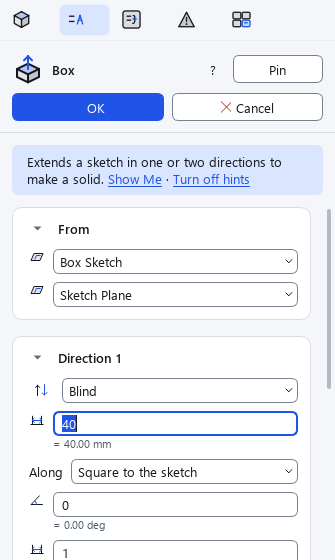 Box
?
Pin
OK
Cancel
Extends a sketch in one or two directions to
make a solid. Show Me · Turn off hints
From
Box Sketch
Sketch Plane
Direction 1
Blind
40
= 40.00 mm
Along Square to the sketch
0
= 0.00 deg
1